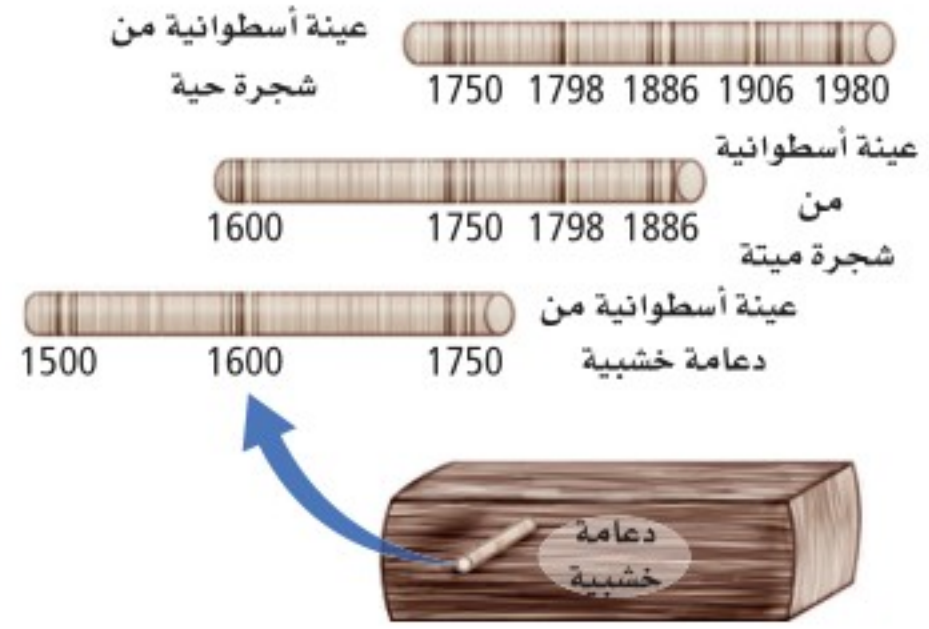 عينة أسطوانية من
شجرة حية
1750 1798 1886 1906 1980
عينة أسطوانية
من
شجرة ميتة
1600 1750 1798 1886
عينة أسطوانية من
دعامة خشبية
1500 1600 1750
دعامة
خشبية